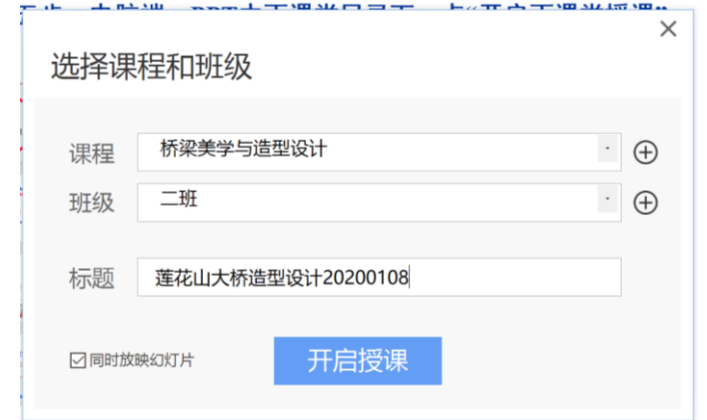 选择课程和班级
课程 桥梁美学与造型设计
班级 二班
标题 莲花山大桥造型设计20200108
同时放映幻灯片 开启授课